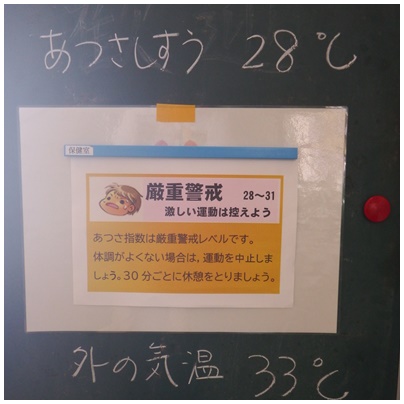 あつさしすう 28℃
保健室
厳重警戒 28〜31
激しい運動は控えよう
あつさ指数は厳重警戒レベルです。
体調がよくない場合は，運動を中止しま
しょう。30分ごとに休憩をとりましょう。
外の気温 33℃